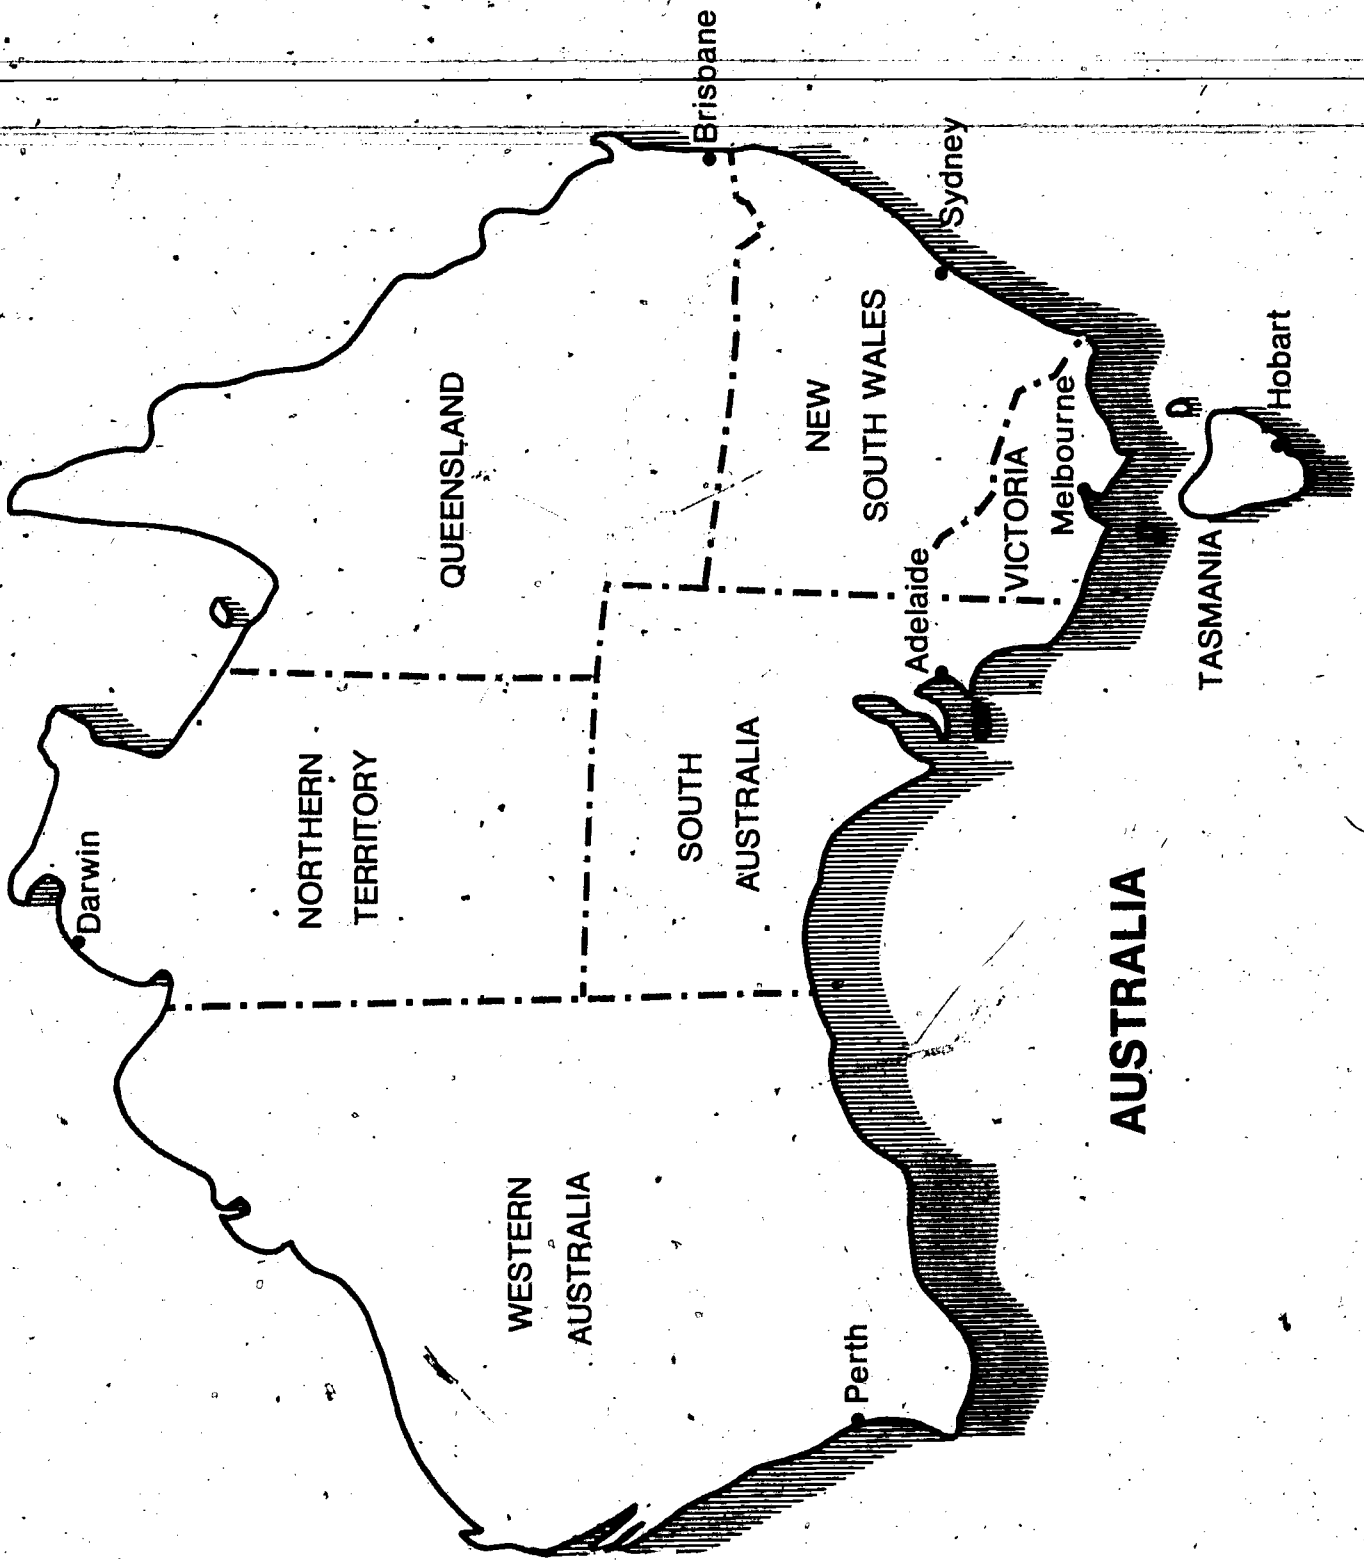 Darwin
NORTHERN
TERRITORY
QUEENSLAND
WESTERN
AUSTRALIA
SOUTH
AUSTRALIA
Brisbane
NEW
SOUTH WALES
Sydney
Perth
Adelaide
VICTORIA
Melbourne
TASMANIA
Hobart
AUSTRALIA